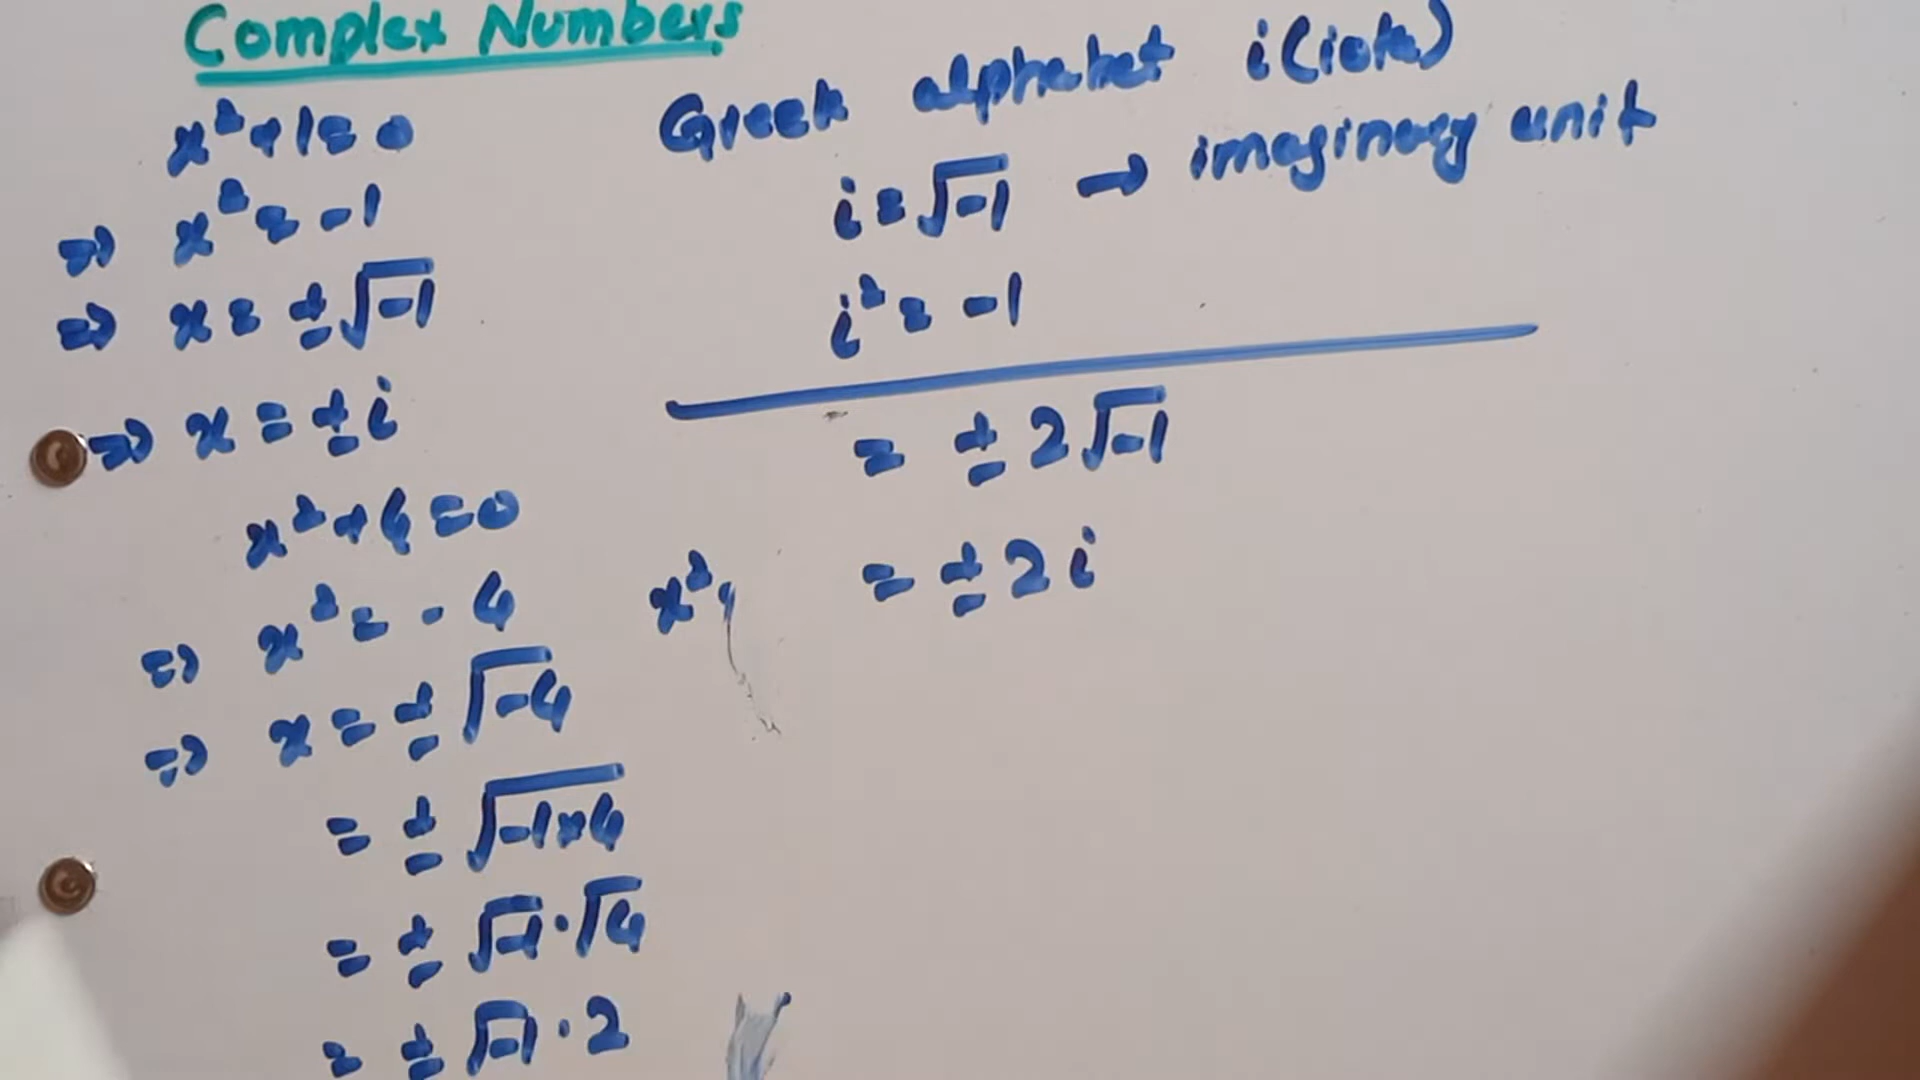 Complex Numbers
x²+1=0
⇒ x²=-1
⇒ x=±√-1
⇒ x=±i
x²+4=0
⇒ x²=-4
⇒ x=±√-4
=±√-1×4
=±√-1·√4
=±√-1·2
Greek alphabet i(iota)
i=√-1 → imaginary unit
i²=-1
=±2√-1
=±2i
x²